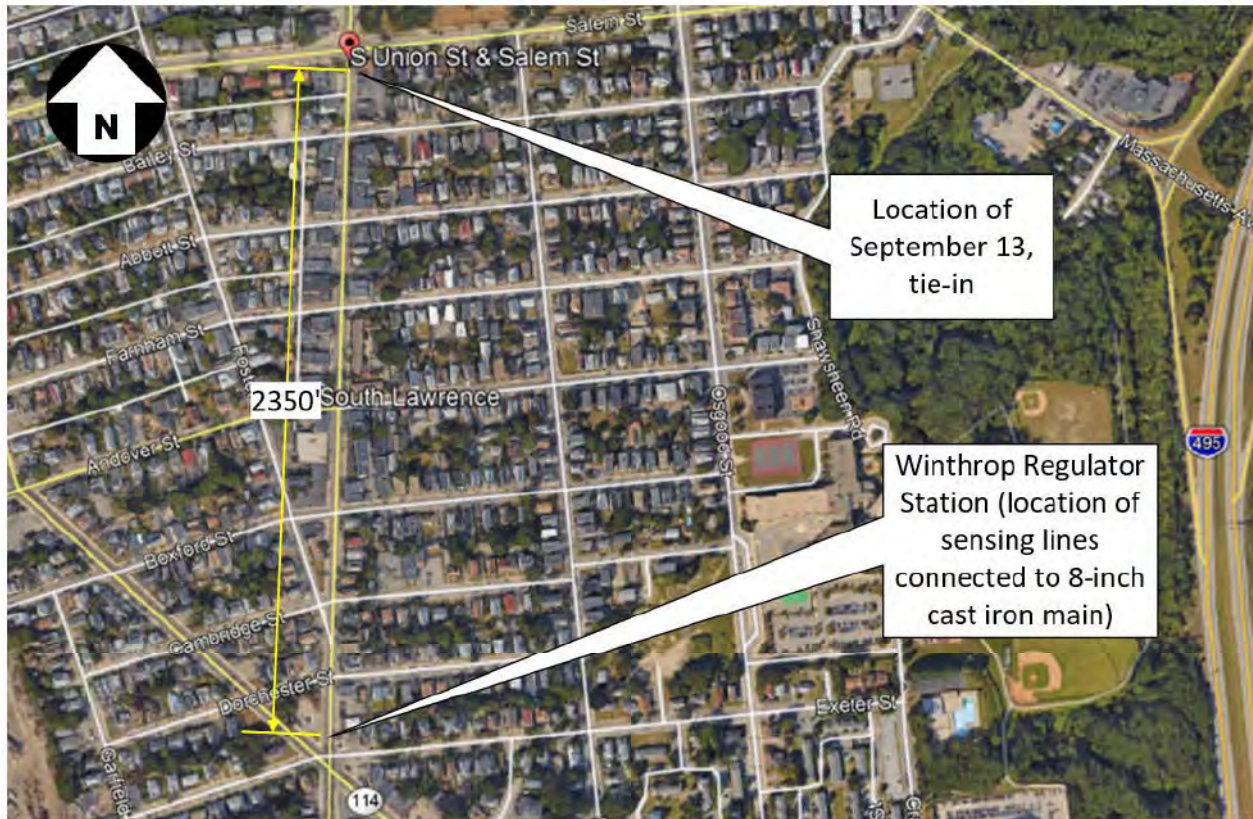 Salem St
S Union St & Salem St
N
Bailey St
Massachusetts Av
Location of
September 13,
tie-in
Abbott St
Farnham St
Shawsheen Rd
2350'
South Lawrence
Osgood St
Andover St
495
Winthrop Regulator
Station (location of
sensing lines
connected to 8-inch
cast iron main)
Boxford St
Cambridge St
Dorchester St
Exeter St
Garfield
114